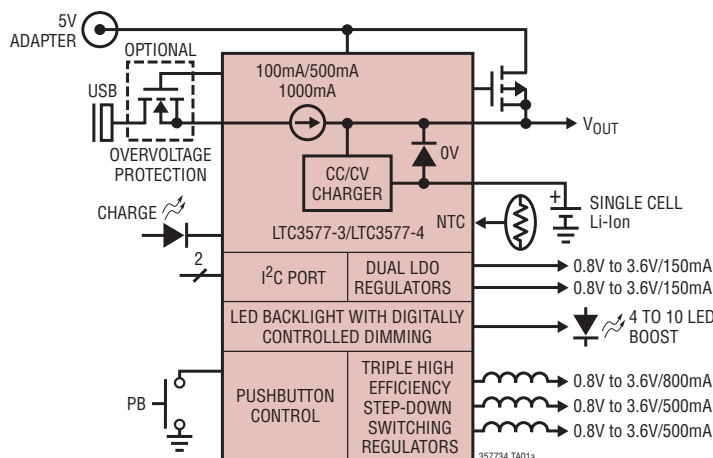 5V
ADAPTER
OPTIONAL
100mA/500mA
1000mA
USB
OVERVOLTAGE
PROTECTION
0V
VOUT
CC/CV
CHARGER
CHARGE
NTC
+
SINGLE CELL
Li-Ion
LTC3577-3/LTC3577-4
2
I2C PORT
DUAL LDO
REGULATORS
0.8V to 3.6V/150mA
0.8V to 3.6V/150mA
LED BACKLIGHT WITH DIGITALLY
CONTROLLED DIMMING
4 TO 10 LED
BOOST
PB
PUSHBUTTON
CONTROL
TRIPLE HIGH
EFFICIENCY
STEP-DOWN
SWITCHING
REGULATORS
0.8V to 3.6V/800mA
0.8V to 3.6V/500mA
0.8V to 3.6V/500mA
357734 TA01a